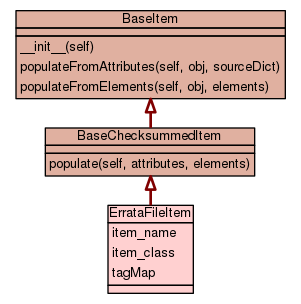 BaseItem
__init__(self)
populateFromAttributes(self, obj, sourceDict)
populateFromElements(self, obj, elements)
BaseChecksummedItem
populate(self, attributes, elements)
ErrataFileItem
item_name
item_class
tagMap